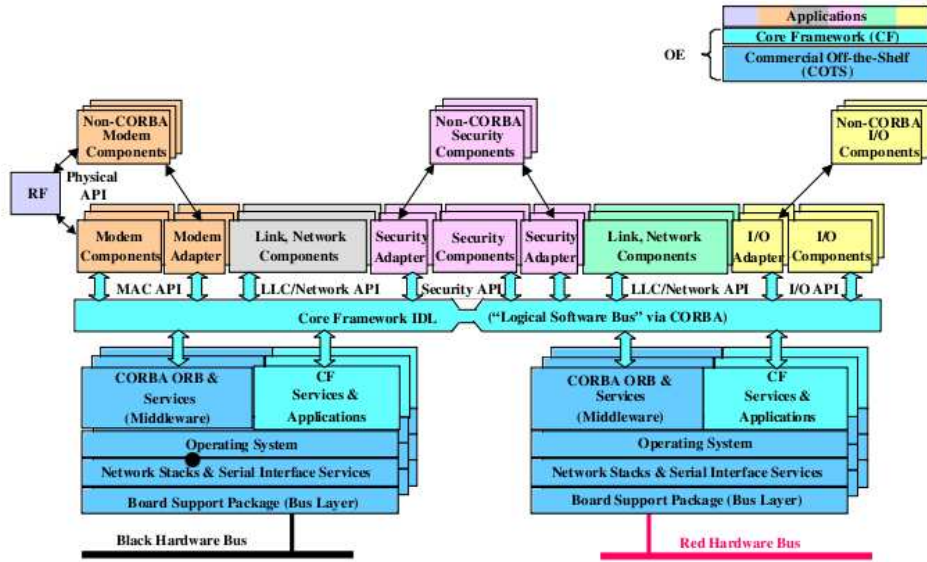 Applications
Core Framework (CF)
OE
Commercial Off-the-Shelf
(COTS)
Non-CORBA
Modem
Components
Non-CORBA
Security
Components
Non-CORBA
I/O
Components
RF
Physical
API
Modem
Components
Modem
Adapter
Link, Network
Components
Security
Adapter
Security
Components
Security
Adapter
Link, Network
Components
I/O
Adapter
I/O
Components
MAC API
LLC/Network API
Security API
LLC/Network API
I/O API
Core Framework IDL
(“Logical Software Bus” via CORBA)
CORBA ORB &
Services
(Middleware)
CF
Services &
Applications
Operating System
Network Stacks & Serial Interface Services
Board Support Package (Bus Layer)
Black Hardware Bus
CORBA ORB &
Services
(Middleware)
CF
Services &
Applications
Operating System
Network Stacks & Serial Interface Services
Board Support Package (Bus Layer)
Red Hardware Bus